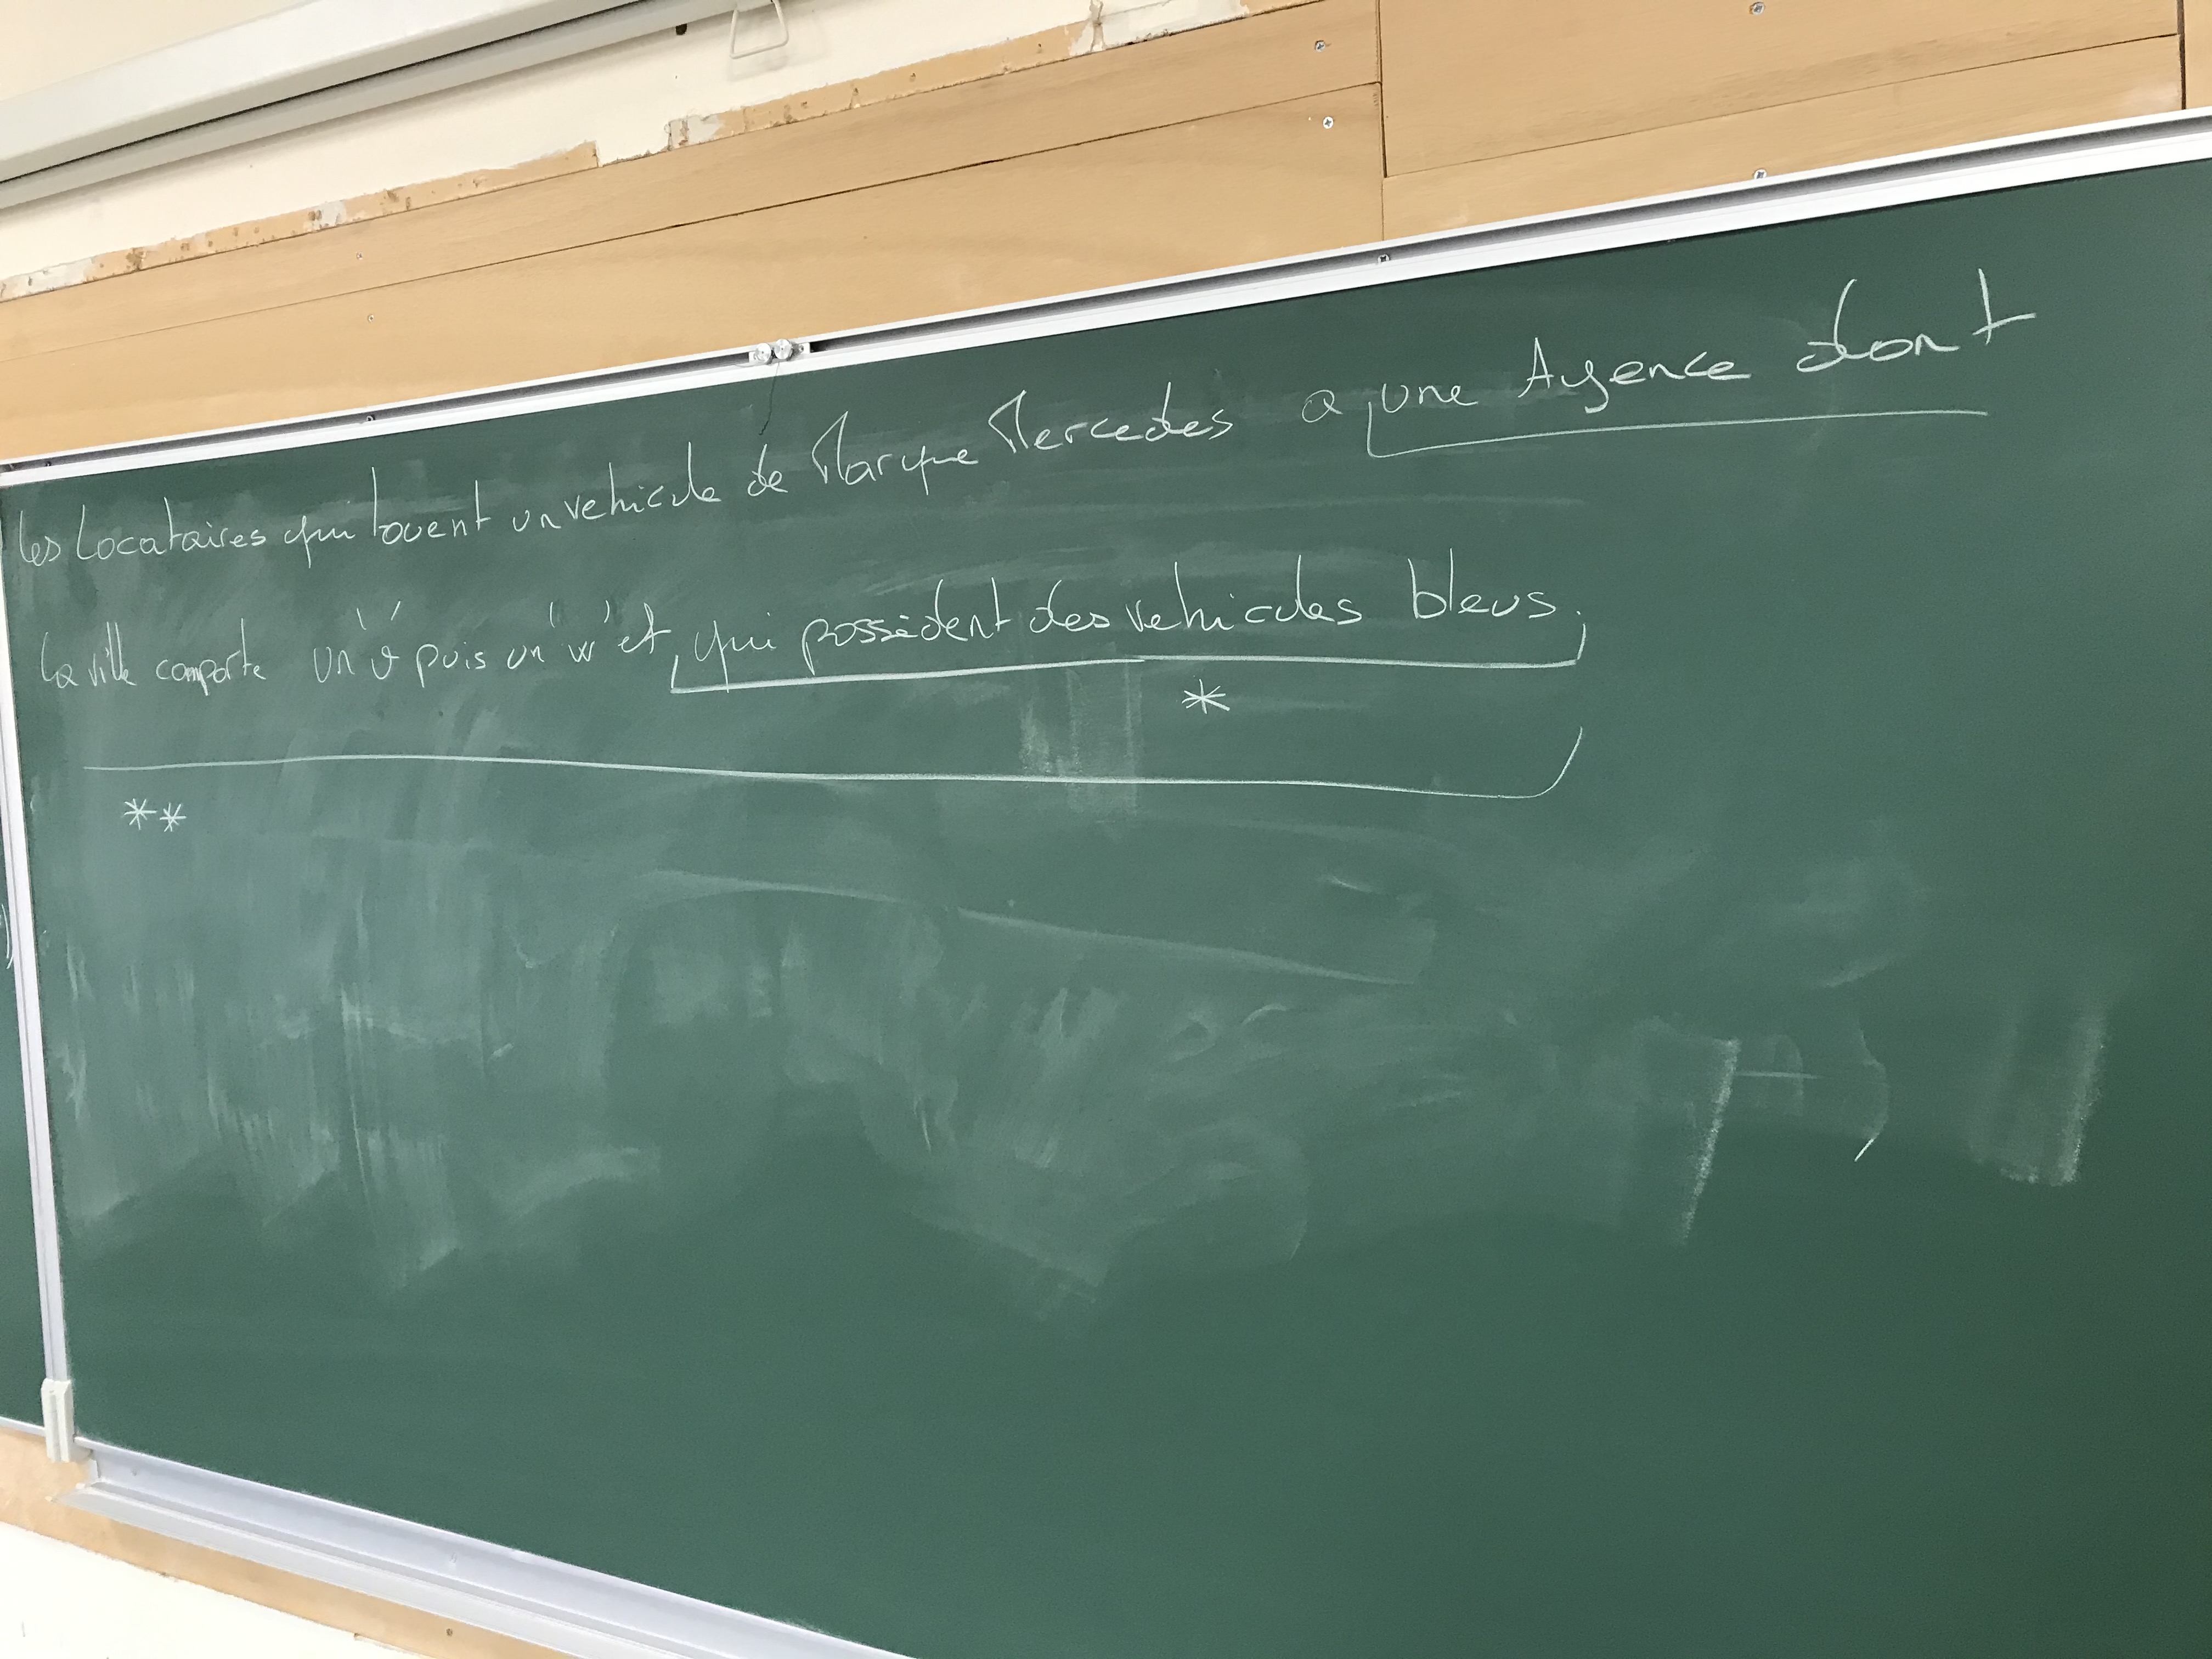 les Locataires qui louent un vehicule de Marque Mercedes a une Agence dont
la ville comporte un 'v' puis un "w" et qui possèdent des vehicules bleus.
*
**